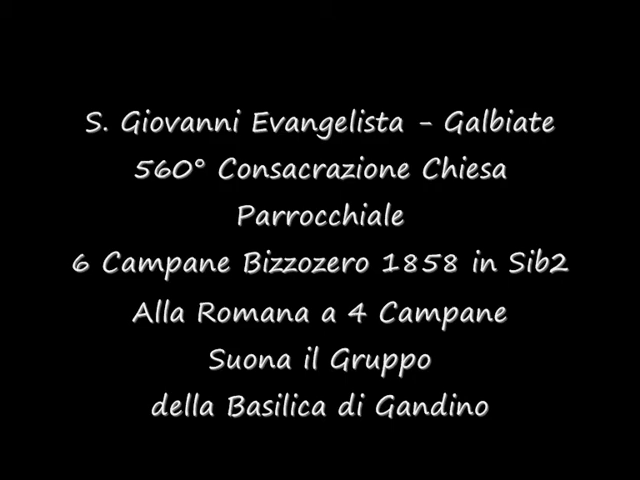 S. Giovanni Evangelista - Galbiate
560° Consacrazione Chiesa
Parrocchiale
6 Campane Bizzozero 1858 in Sib2
Alla Romana a 4 Campane
Suona il Gruppo
della Basilica di Gandino